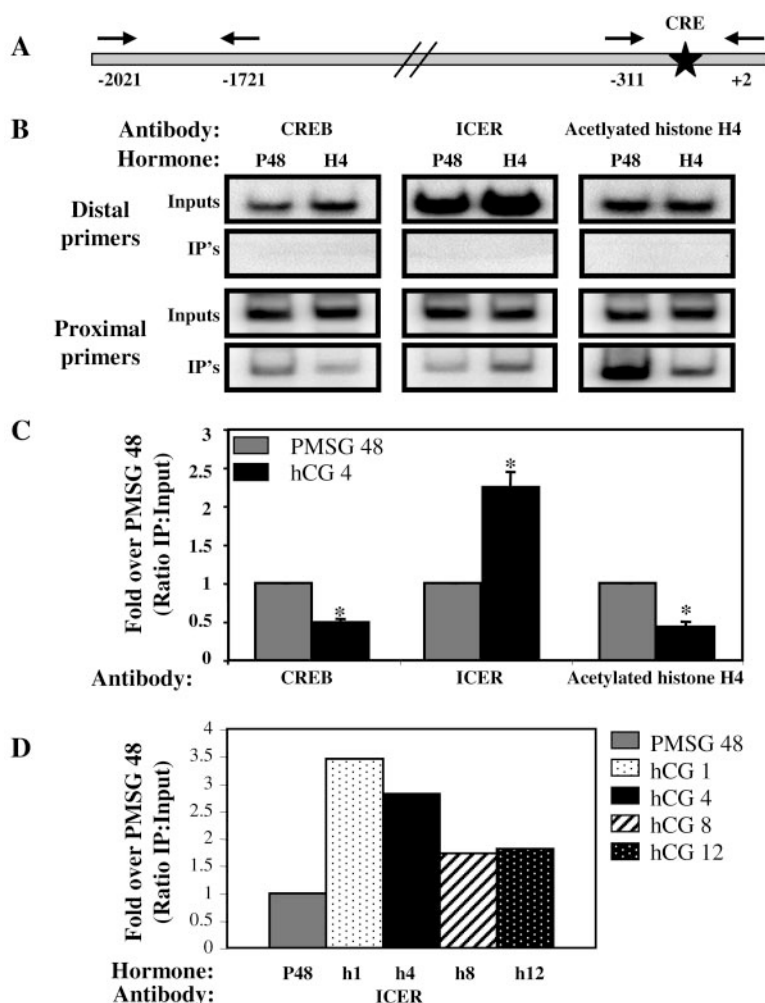 A
CRE
-2021
-1721
-311
+2
B
Antibody: CREB ICER Acetlyated histone H4
Hormone: P48 H4 P48 H4 P48 H4
Distal primers
Inputs
IP's
Proximal primers
Inputs
IP's
C
Fold over PMSG 48
(Ratio IP:Input)
3
2.5
2
1.5
1
0.5
0
PMSG 48
hCG 4
*
*
*
Antibody: CREB ICER Acetylated histone H4
D
Fold over PMSG 48
(Ratio IP:Input)
4
3.5
3
2.5
2
1.5
1
0.5
0
PMSG 48
hCG 1
hCG 4
hCG 8
hCG 12
Hormone: P48 h1 h4 h8 h12
Antibody: ICER